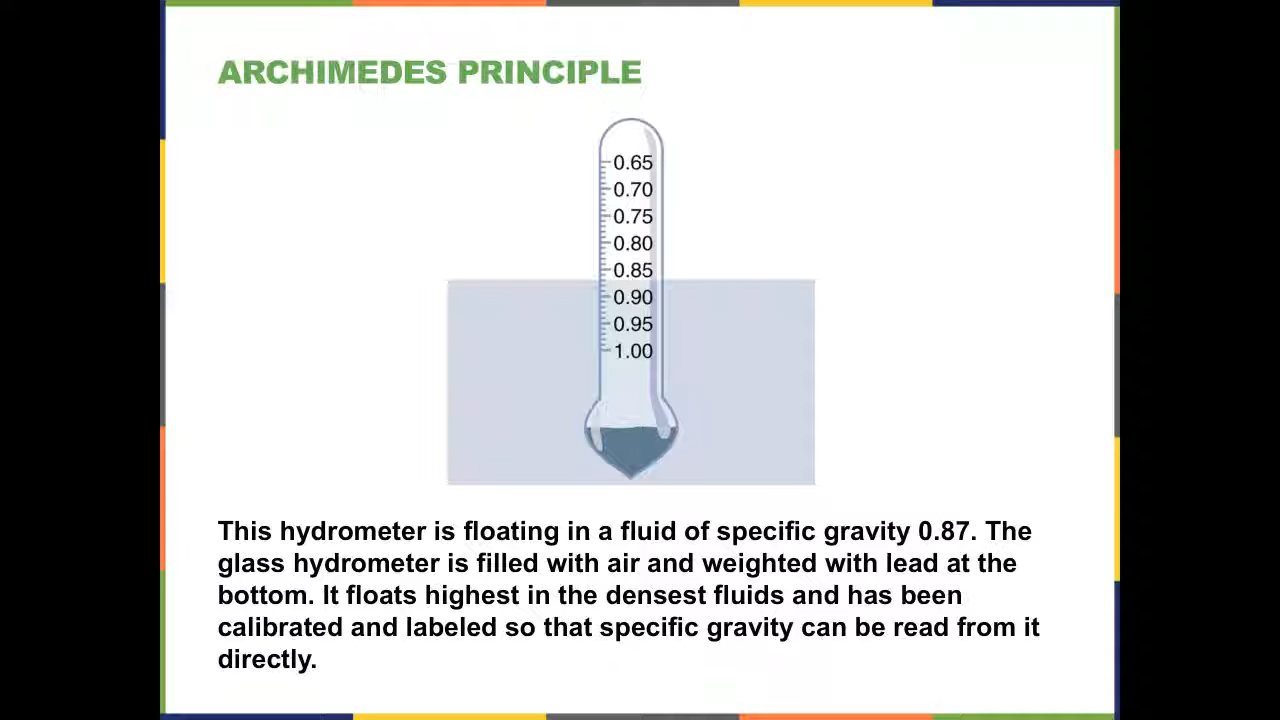 ARCHIMEDES PRINCIPLE
0.65
0.70
0.75
0.80
0.85
0.90
0.95
1.00
This hydrometer is floating in a fluid of specific gravity 0.87. The
glass hydrometer is filled with air and weighted with lead at the
bottom. It floats highest in the densest fluids and has been
calibrated and labeled so that specific gravity can be read from it
directly.